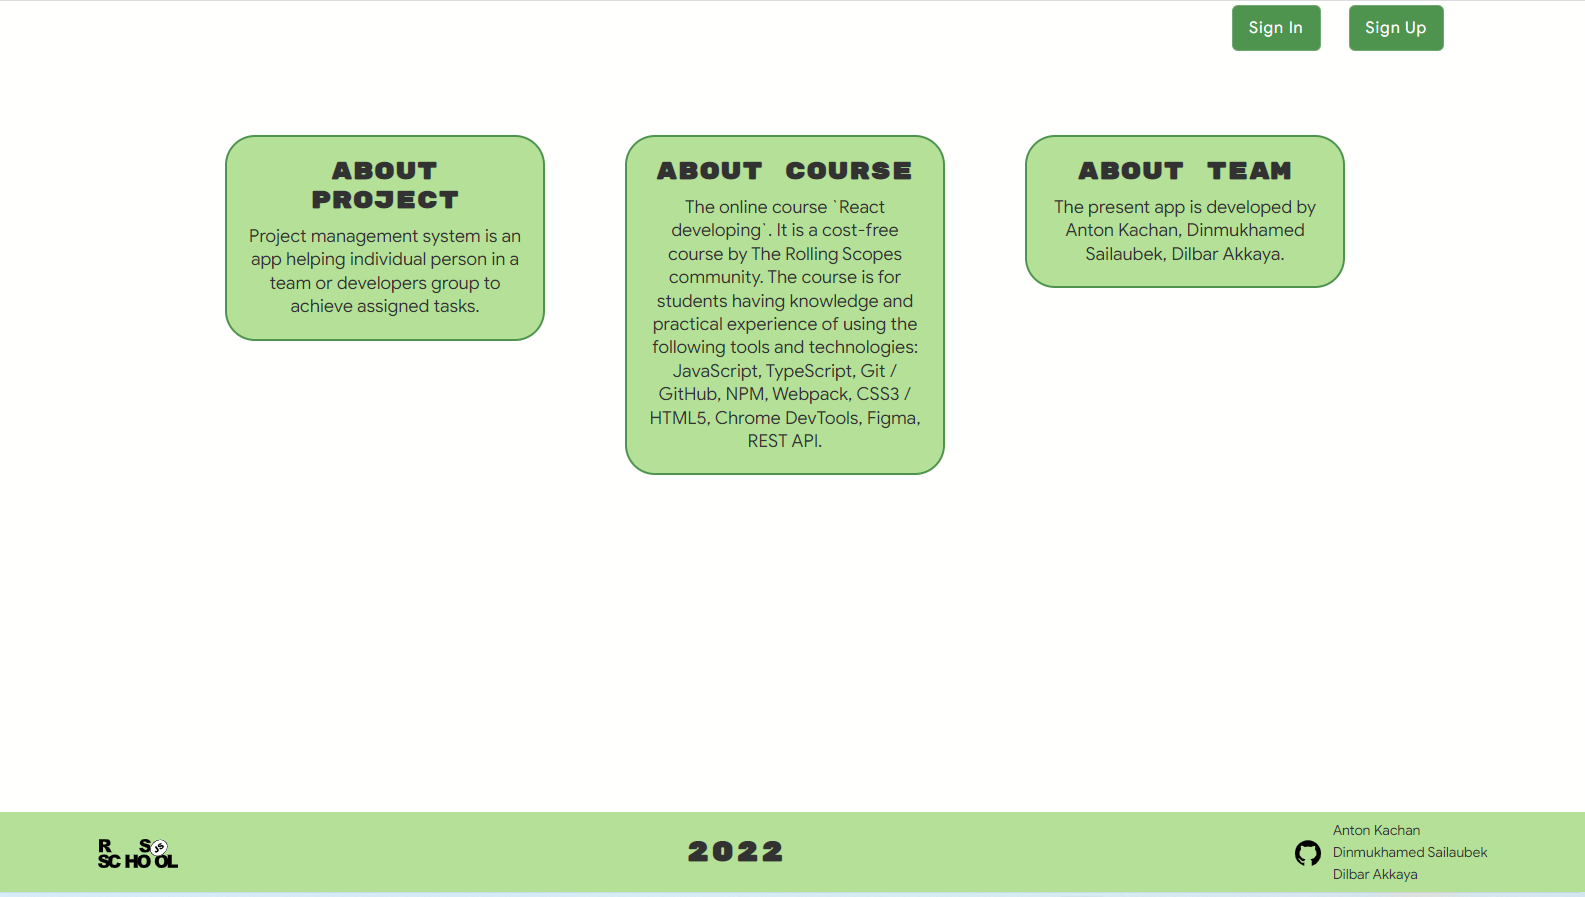 Sign In
Sign Up
ABOUT
PROJECT
Project management system is an
app helping individual person in a
team or developers group to
achieve assigned tasks.
ABOUT COURSE
The online course `React
developing`. It is a cost-free
course by The Rolling Scopes
community. The course is for
students having knowledge and
practical experience of using the
following tools and technologies:
JavaScript, TypeScript, Git /
GitHub, NPM, Webpack, CSS3 /
HTML5, Chrome DevTools, Figma,
REST API.
ABOUT TEAM
The present app is developed by
Anton Kachan, Dinmukhamed
Sailaubek, Dilbar Akkaya.
R S JS
SCHOOL
2022
Anton Kachan
Dinmukhamed Sailaubek
Dilbar Akkaya